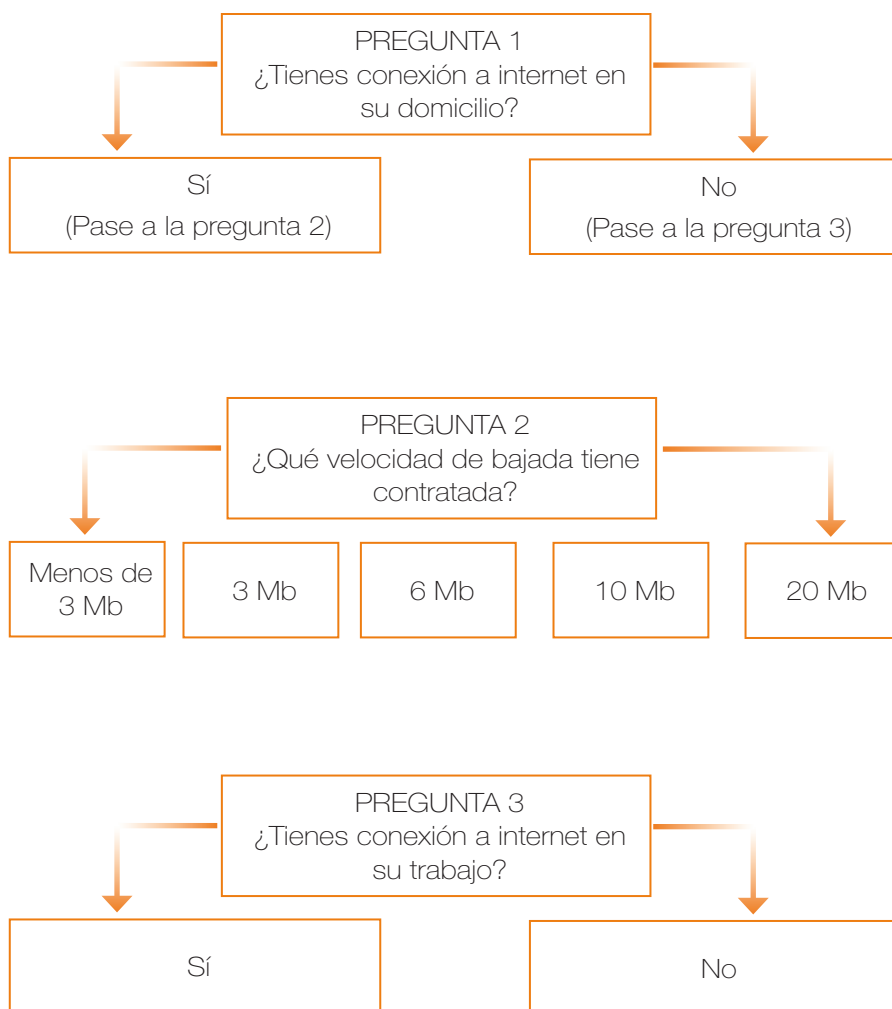 PREGUNTA 1
¿Tienes conexión a internet en
su domicilio?
Sí
(Pase a la pregunta 2)
No
(Pase a la pregunta 3)
PREGUNTA 2
¿Qué velocidad de bajada tiene
contratada?
Menos de
3 Mb
3 Mb
6 Mb
10 Mb
20 Mb
PREGUNTA 3
¿Tienes conexión a internet en
su trabajo?
Sí
No